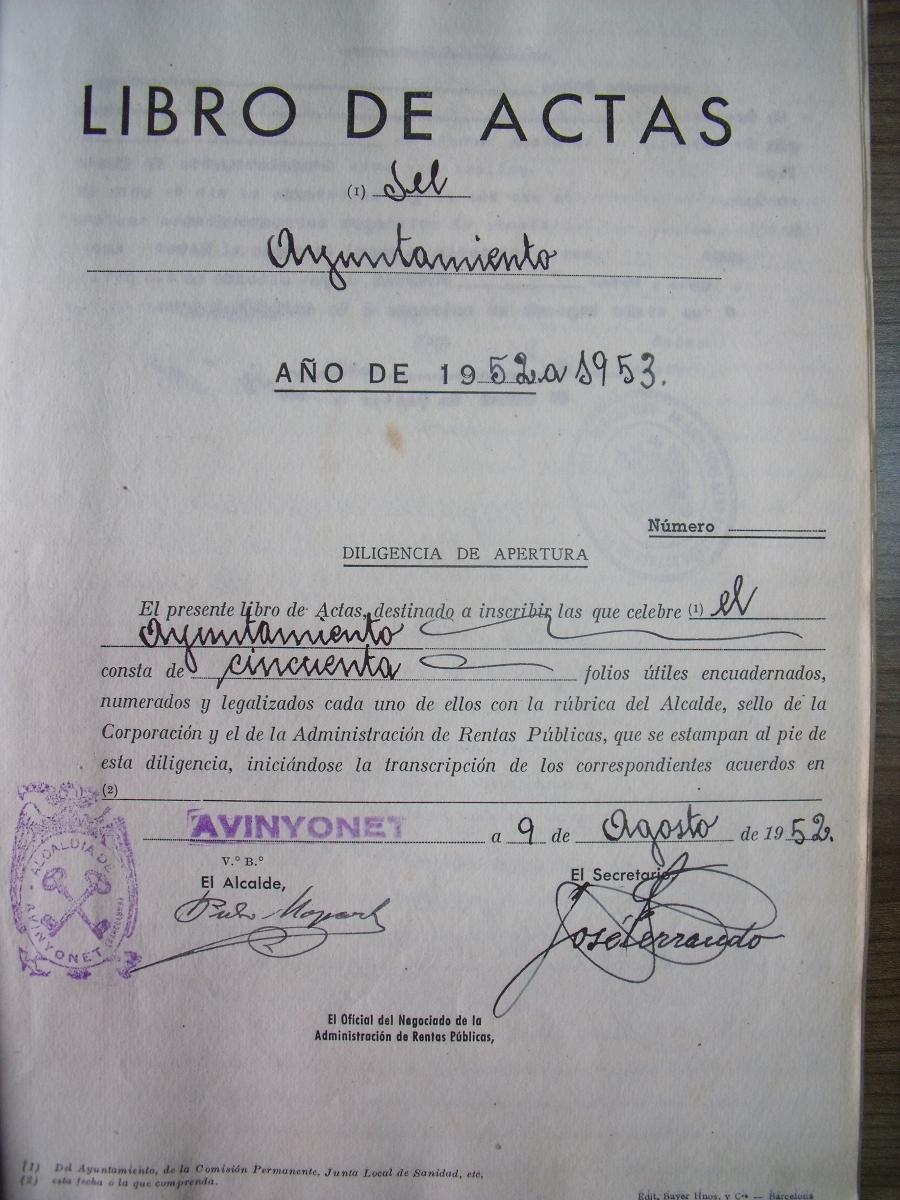 LIBRO DE ACTAS
(1) del
Ayuntamiento
AÑO DE 1952 a 1953.
Número
DILIGENCIA DE APERTURA
El presente libro de Actas, destinado a inscribir las que celebre (1) el
Ayuntamiento
consta de cincuenta folios útiles encuadernados,
numerados y legalizados cada uno de ellos con la rúbrica del Alcalde, sello de la
Corporación y el de la Administración de Rentas Públicas, que se estampan al pie de
esta diligencia, iniciándose la transcripción de los correspondientes acuerdos en
(2)
AVINYONET a 9 de Agosto de 1952.
ALCALDIA DE
AVINYONET
V.º B.º
El Alcalde,
El Secretario
José Ferrando
El Oficial del Negociado de la
Administración de Rentas Públicas,
(1) Del Ayuntamiento, de la Comisión Permanente, Junta Local de Sanidad, etc.
(2) esta fecha o la que comprenda.
Edit. Bayer Hnos. y Cª — Barcelona